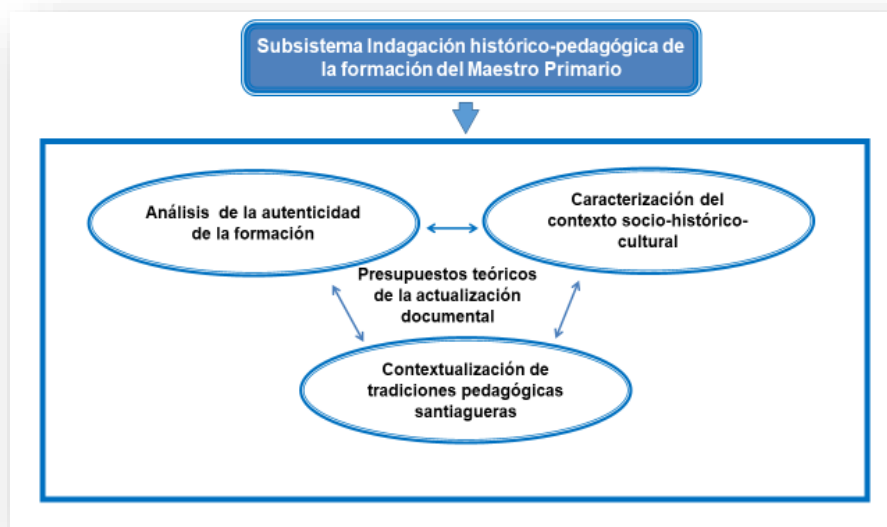 Subsistema Indagación histórico-pedagógica de
la formación del Maestro Primario
Análisis de la autenticidad
de la formación
Caracterización del
contexto socio-histórico-
cultural
Presupuestos teóricos
de la actualización
documental
Contextualización de
tradiciones pedagógicas
santiagueras